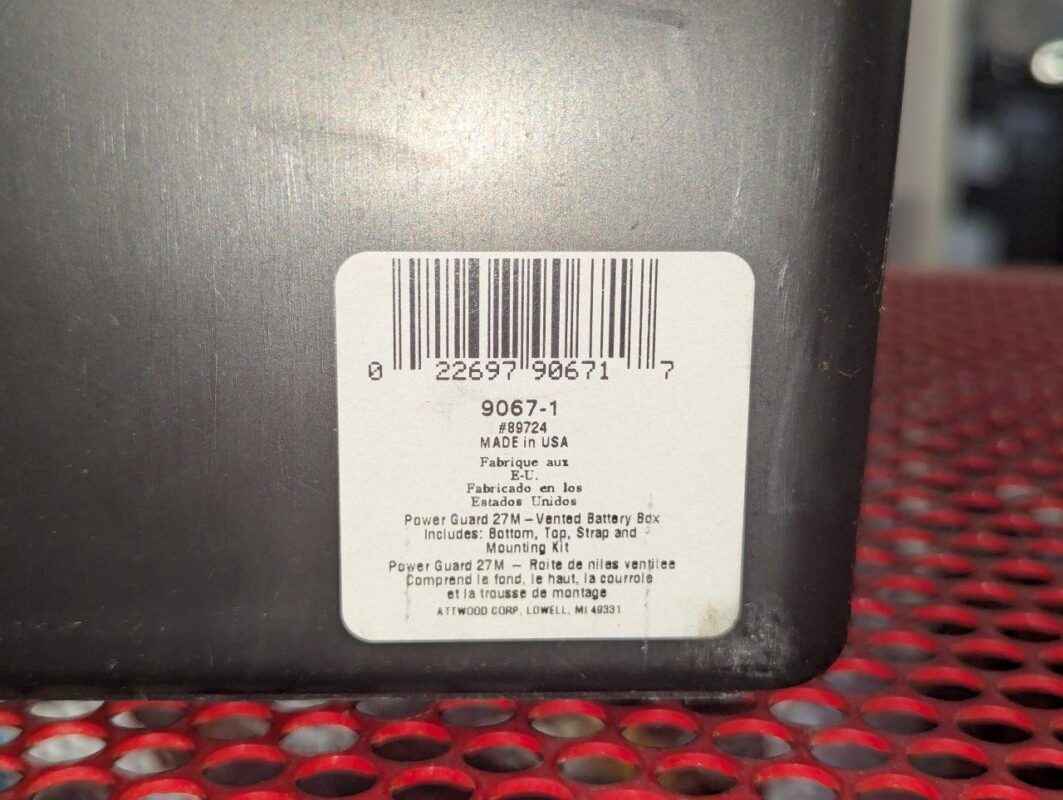 0 22697 90671 7
9067-1
#89724
MADE in USA
Fabrique aux
E-U.
Fabricado en los
Estados Unidos
Power Guard 27M – Vented Battery Box
Includes: Bottom, Top, Strap and
Mounting Kit
Power Guard 27M – Roite de niles ventilee
Comprend le fond, le haut, la courroie
et la trousse de montage
ATTWOOD CORP. LOWELL, MI 49331